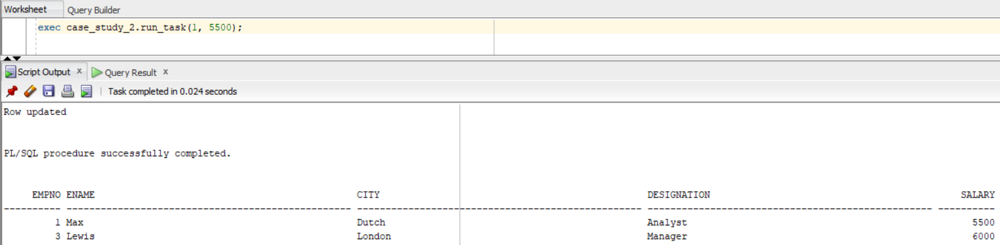 Worksheet Query Builder
exec case_study_2.run_task(1, 5500);
Script Output x Query Result x
Task completed in 0.024 seconds
Row updated
PL/SQL procedure successfully completed.
EMPNO ENAME CITY DESIGNATION SALARY
---------- -------------------------------------------------- -------------------------------------------------- -------------------------------------------------- ----------
1 Max Dutch Analyst 5500
3 Lewis London Manager 6000